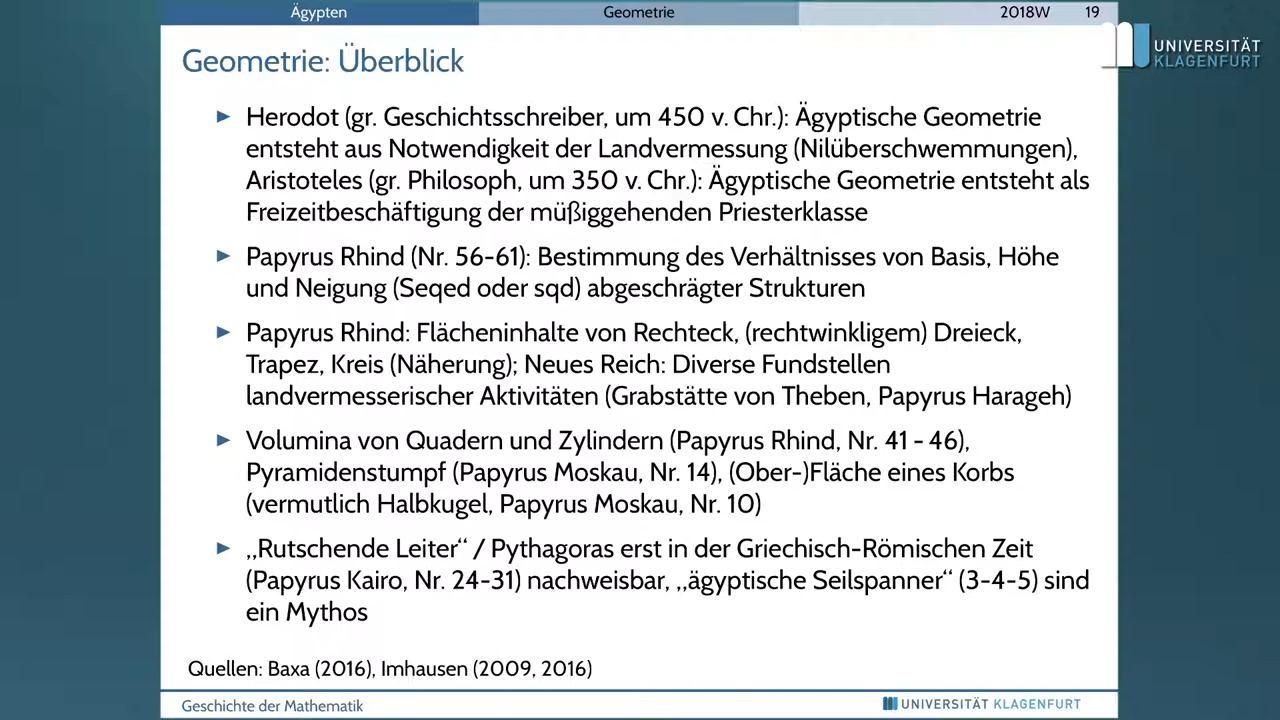 Ägypten Geometrie 2018W 19
UNIVERSITÄT
KLAGENFURT
Geometrie: Überblick
► Herodot (gr. Geschichtsschreiber, um 450 v. Chr.): Ägyptische Geometrie
entsteht aus Notwendigkeit der Landvermessung (Nilüberschwemmungen),
Aristoteles (gr. Philosoph, um 350 v. Chr.): Ägyptische Geometrie entsteht als
Freizeitbeschäftigung der müßiggehenden Priesterklasse
► Papyrus Rhind (Nr. 56-61): Bestimmung des Verhältnisses von Basis, Höhe
und Neigung (Seqed oder sqd) abgeschrägter Strukturen
► Papyrus Rhind: Flächeninhalte von Rechteck, (rechtwinkligem) Dreieck,
Trapez, Kreis (Näherung); Neues Reich: Diverse Fundstellen
landvermesserischer Aktivitäten (Grabstätte von Theben, Papyrus Harageh)
► Volumina von Quadern und Zylindern (Papyrus Rhind, Nr. 41 - 46),
Pyramidenstumpf (Papyrus Moskau, Nr. 14), (Ober-)Fläche eines Korbs
(vermutlich Halbkugel, Papyrus Moskau, Nr. 10)
► „Rutschende Leiter“ / Pythagoras erst in der Griechisch-Römischen Zeit
(Papyrus Kairo, Nr. 24-31) nachweisbar, „ägyptische Seilspanner“ (3-4-5) sind
ein Mythos
Quellen: Baxa (2016), Imhausen (2009, 2016)
Geschichte der Mathematik UNIVERSITÄT KLAGENFURT